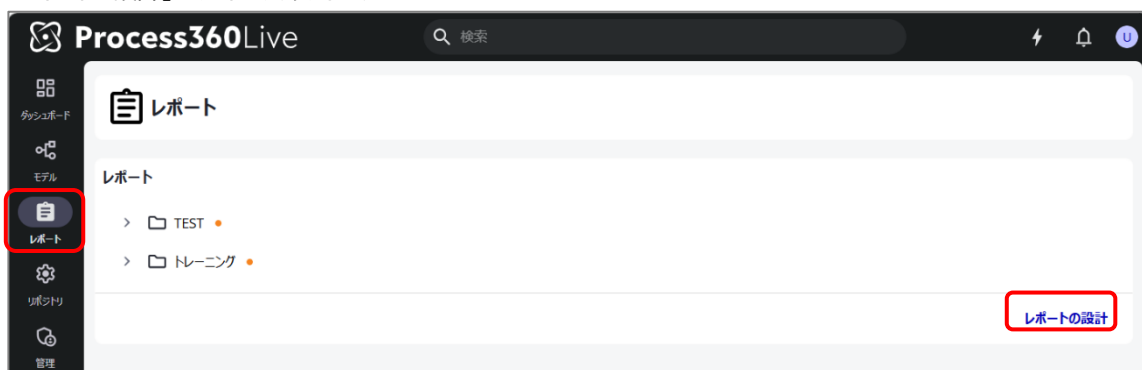 Process360Live
検索
U
ダッシュボード
レポート
モデル
レポート
TEST
レポート
トレーニング
リポジトリ
レポートの設計
管理